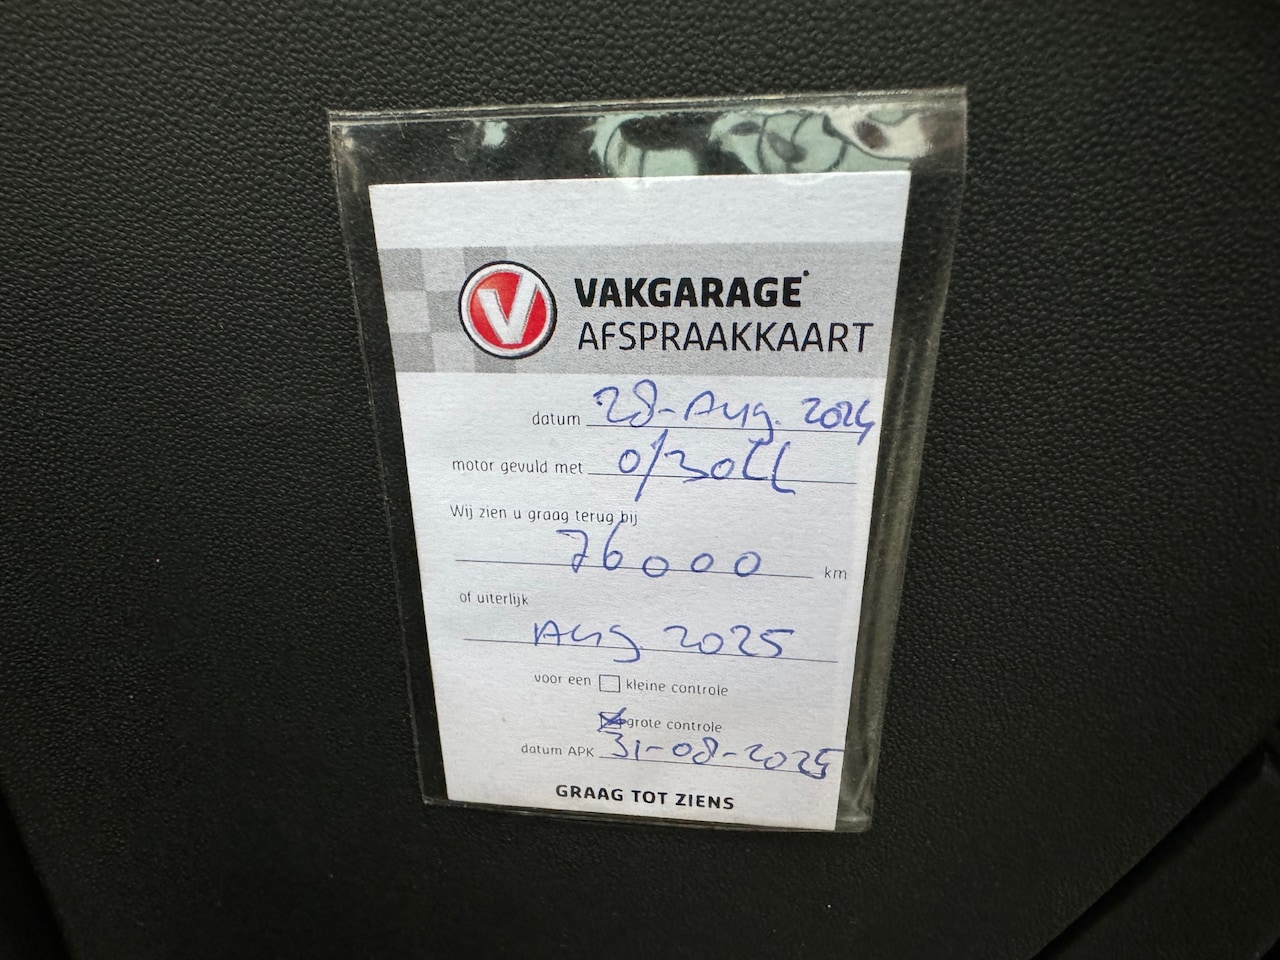 V
VAKGARAGE
AFSPRAAKKAART
datum 28-Aug. 2024
motor gevuld met 0/30LL
Wij zien u graag terug bij
76000 km
of uiterlijk
Aug 2025
voor een kleine controle
grote controle
datum APK 31-08-2025
GRAAG TOT ZIENS